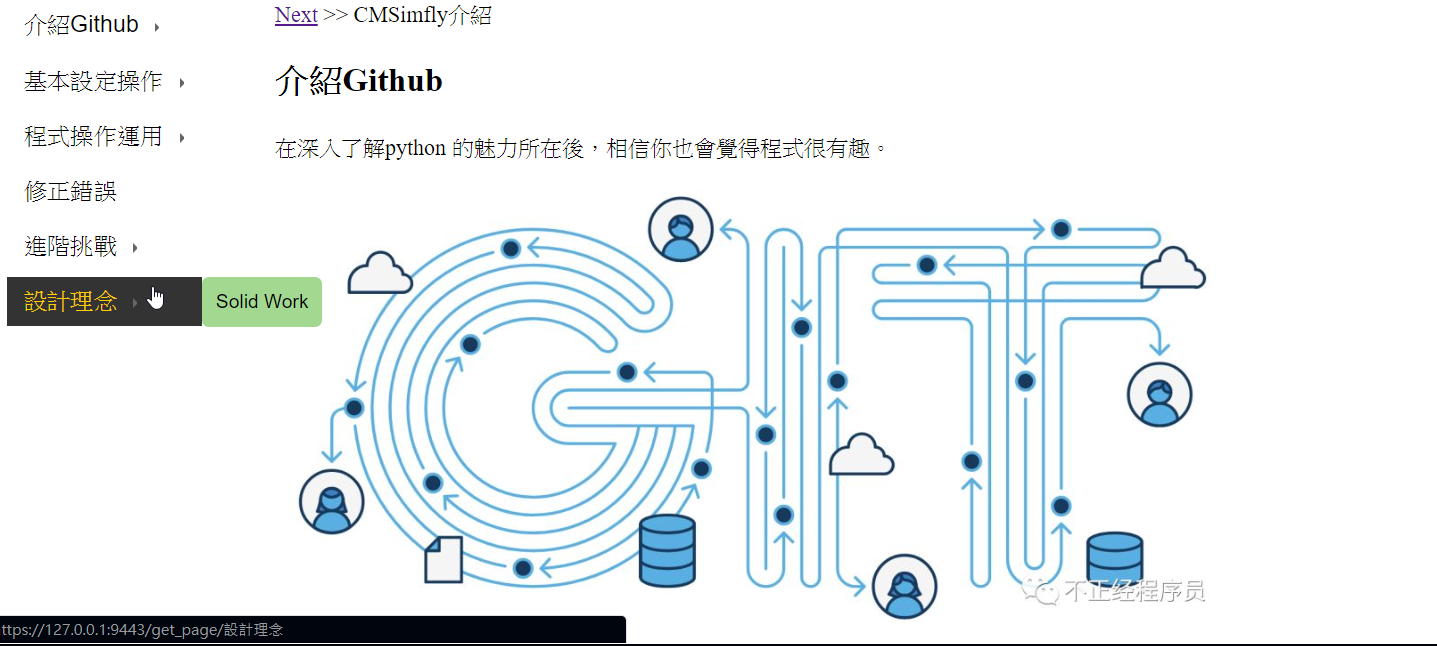 介紹Github
基本設定操作
程式操作運用
修正錯誤
進階挑戰
設計理念
Solid Work
Next >> CMSimfly介紹
介紹Github
在深入了解python 的魅力所在後，相信你也會覺得程式很有趣。
GIT
不正经程序员
ttps://127.0.0.1:9443/get_page/設計理念